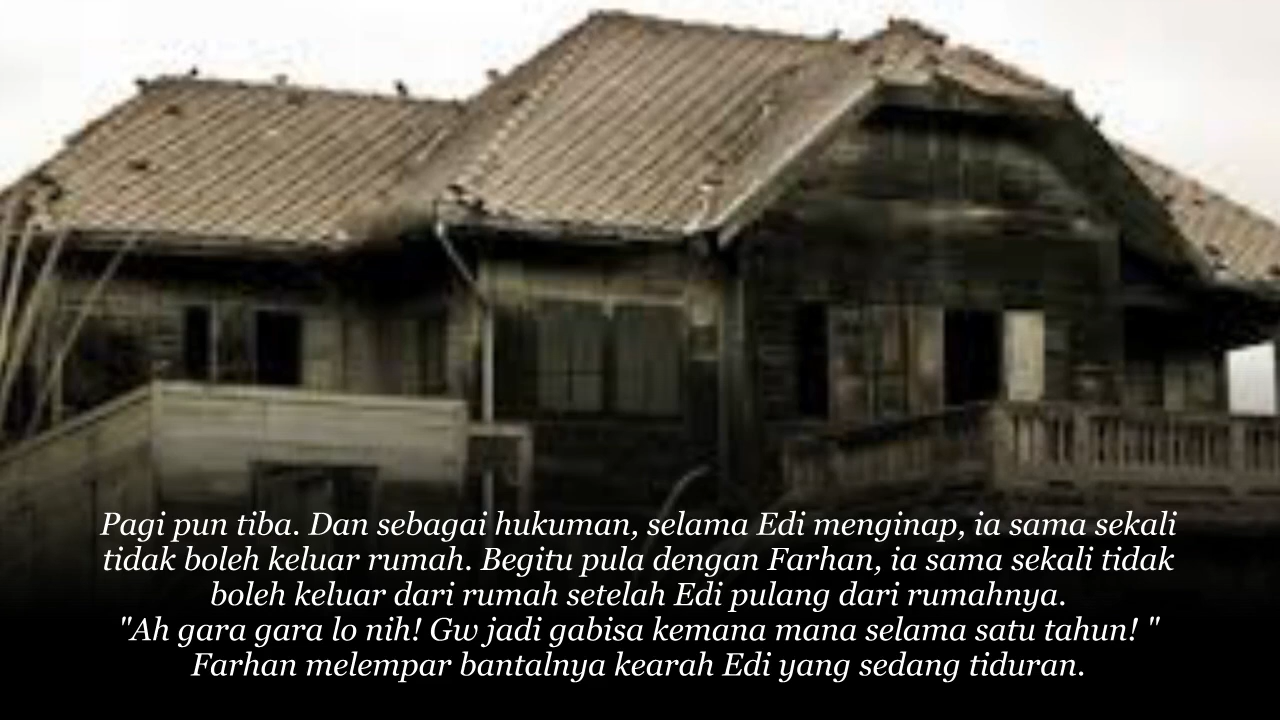 Pagi pun tiba. Dan sebagai hukuman, selama Edi menginap, ia sama sekali
tidak boleh keluar rumah. Begitu pula dengan Farhan, ia sama sekali tidak
boleh keluar dari rumah setelah Edi pulang dari rumahnya.
"Ah gara gara lo nih! Gw jadi gabisa kemana mana selama satu tahun! "
Farhan melempar bantalnya kearah Edi yang sedang tiduran.